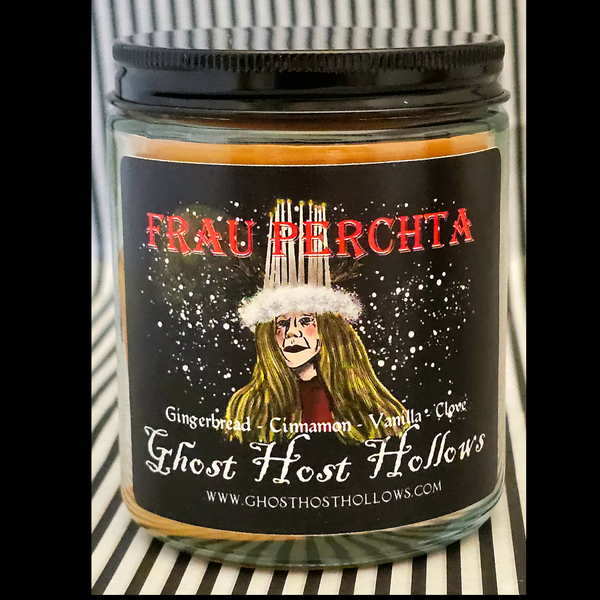 FRAU PERCHTA
Gingerbread - Cinnamon - Vanilla - Clove
Ghost Host Hollows
WWW.GHOSTHOSTHOLLOWS.COM